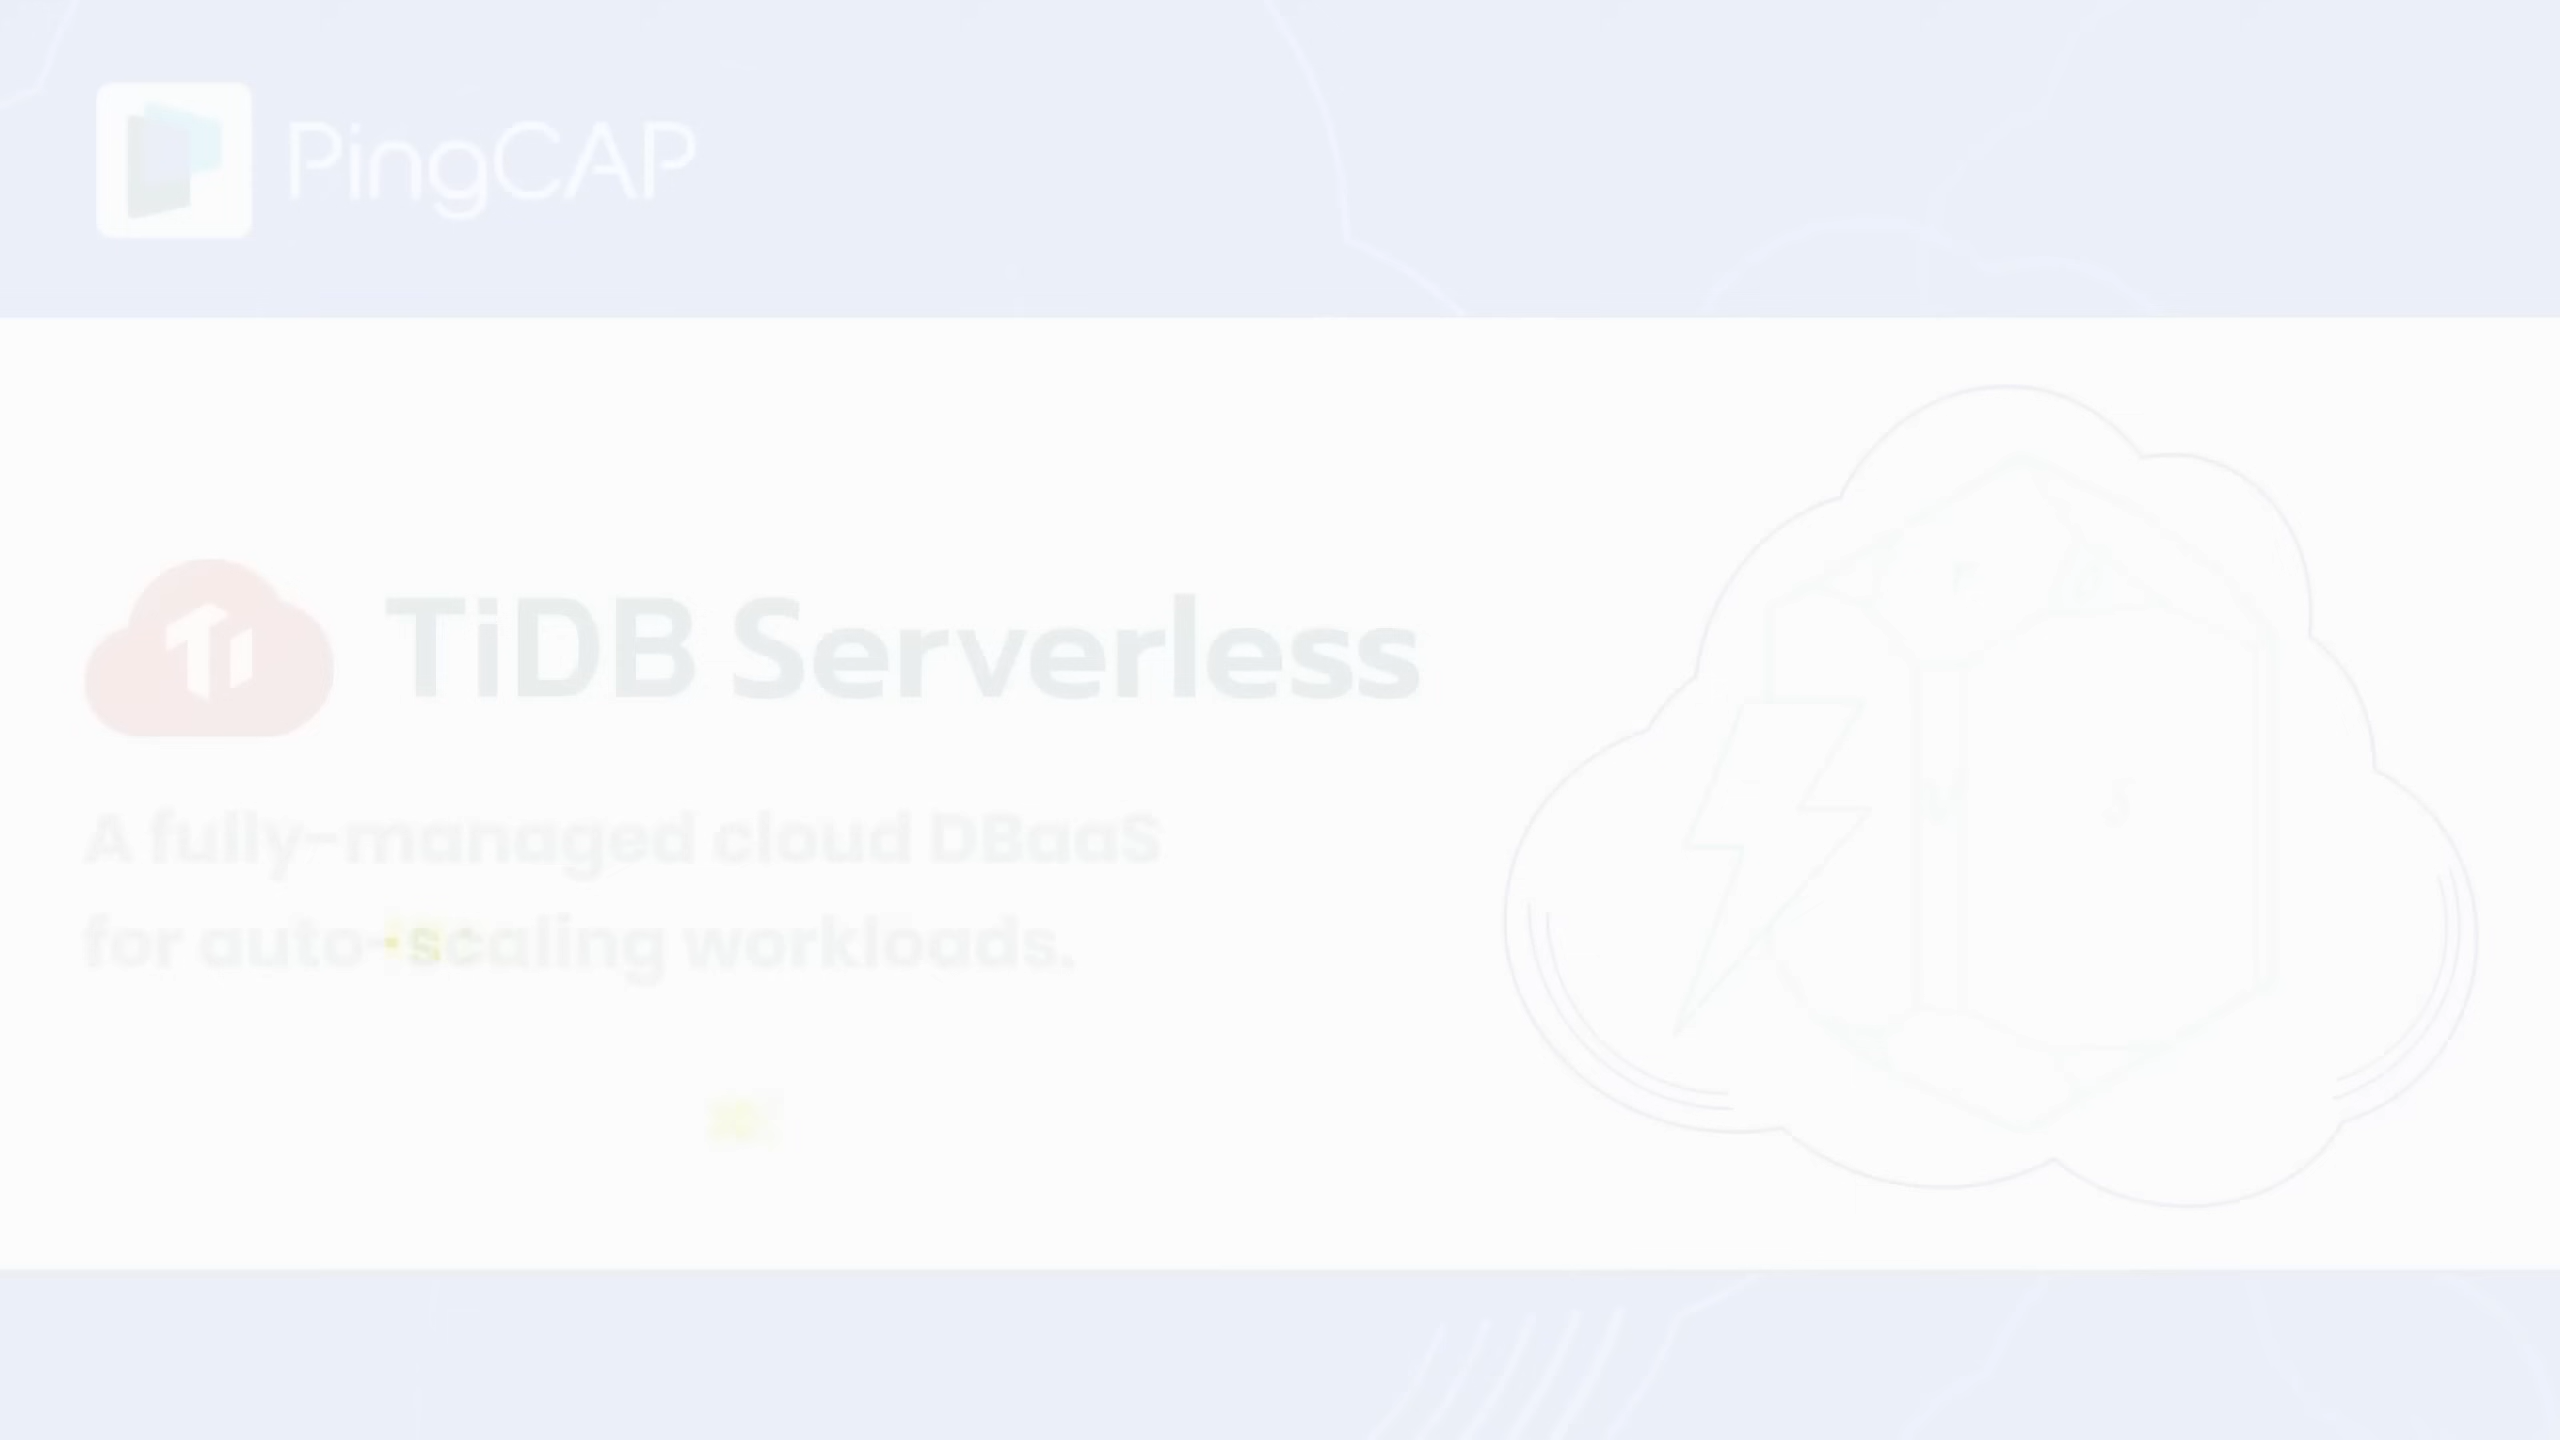 PingCAP
TiDB Serverless
A fully-managed cloud DBaaS
for auto-scaling workloads.
M
S